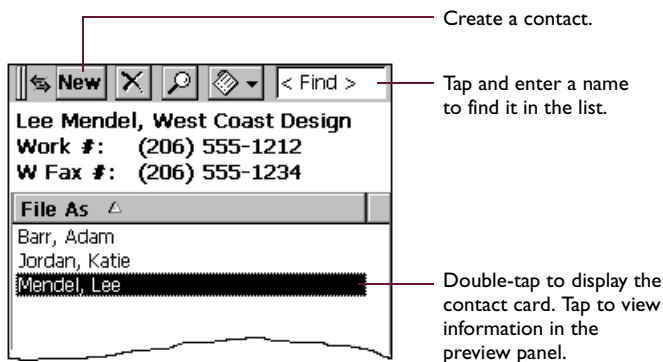 Create a contact.
New
< Find >
Tap and enter a name
to find it in the list.
Lee Mendel, West Coast Design
Work #: (206) 555-1212
W Fax #: (206) 555-1234
File As
Barr, Adam
Jordan, Katie
Mendel, Lee
Double-tap to display the
contact card. Tap to view
information in the
preview panel.